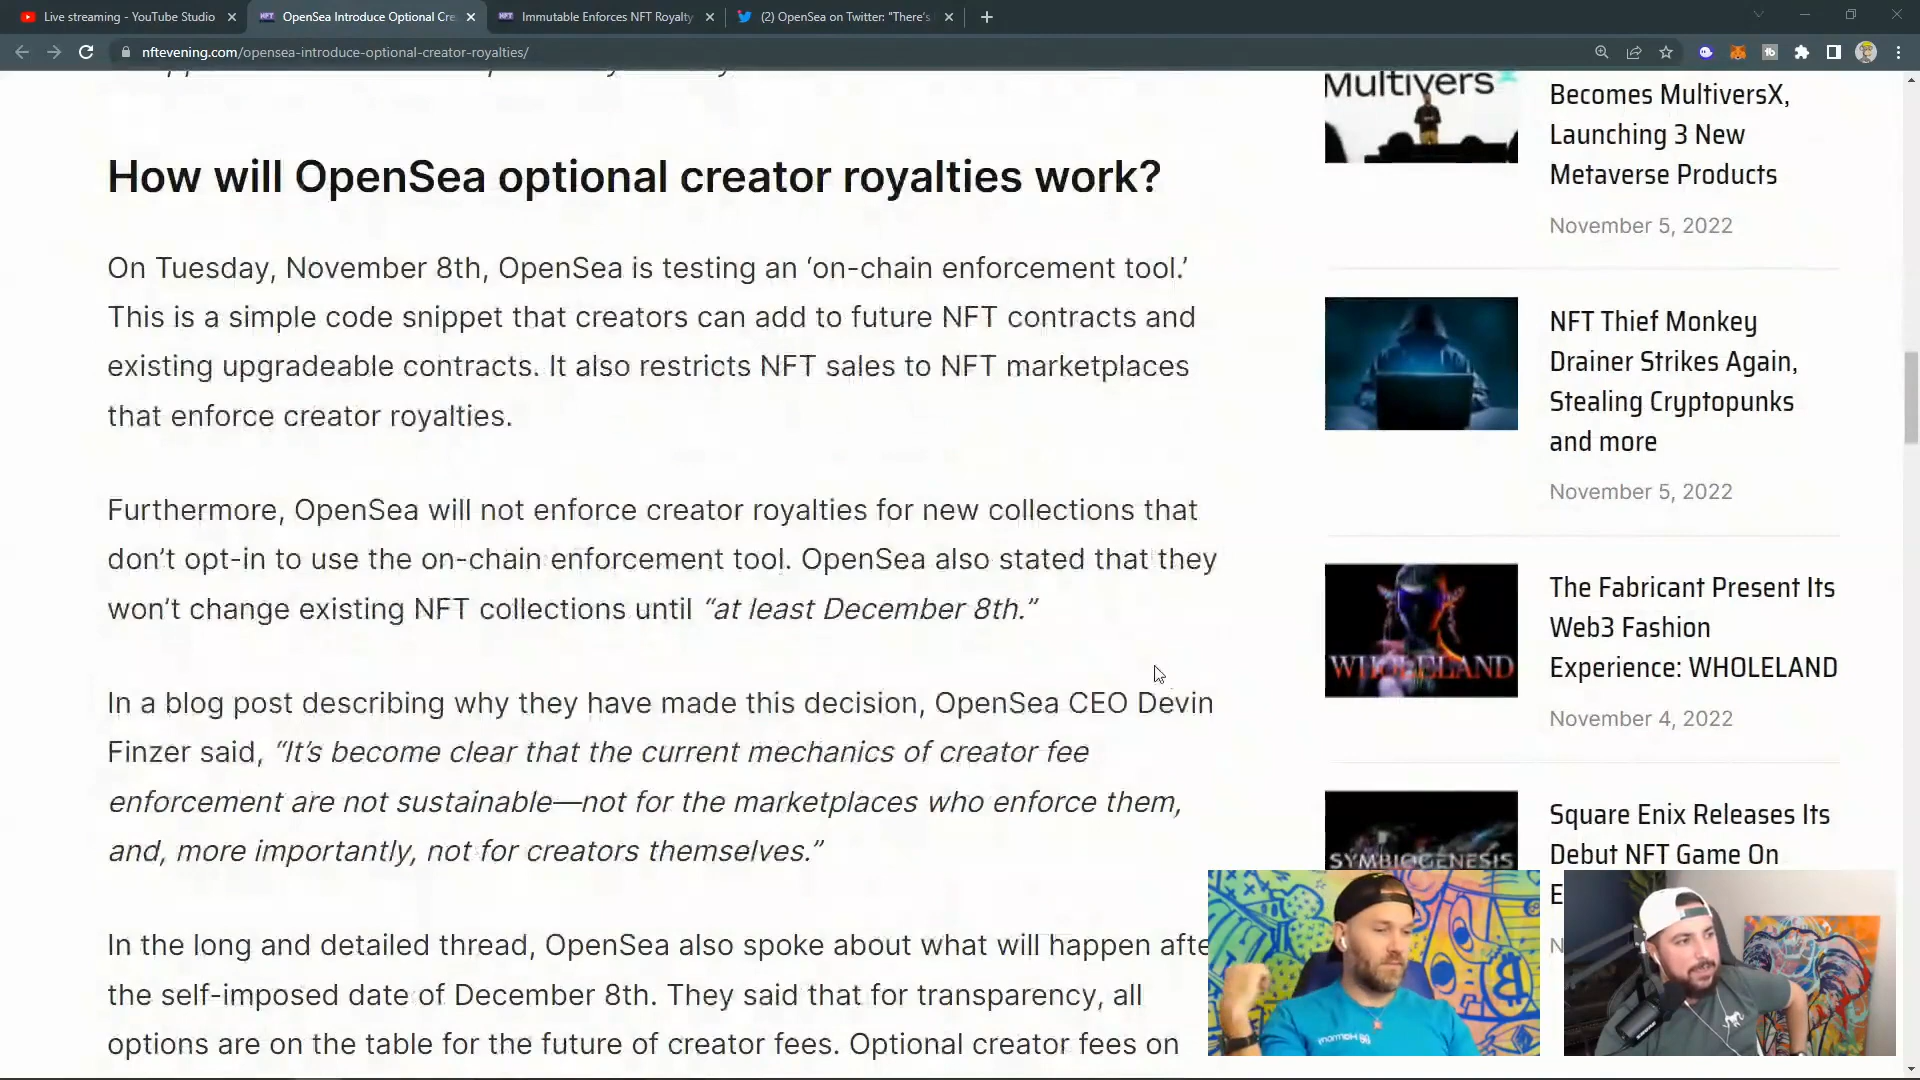 Live streamable - YouTube Studio
OpenSea Introduce Optional Cre
Immutable Enforces NFT Royalty
(2) OpenSea on Twitter: "There's
nftevening.com/opensea-introduce-optional-creator-royalties/
How will OpenSea optional creator royalties work?
On Tuesday, November 8th, OpenSea is testing an ‘on-chain enforcement tool.’
This is a simple code snippet that creators can add to future NFT contracts and
existing upgradeable contracts. It also restricts NFT sales to NFT marketplaces
that enforce creator royalties.
Furthermore, OpenSea will not enforce creator royalties for new collections that
don’t opt-in to use the on-chain enforcement tool. OpenSea also stated that they
won’t change existing NFT collections until “at least December 8th.”
In a blog post describing why they have made this decision, OpenSea CEO Devin
Finzer said, “It’s become clear that the current mechanics of creator fee
enforcement are not sustainable—not for the marketplaces who enforce them,
and, more importantly, not for creators themselves.”
In the long and detailed thread, OpenSea also spoke about what will happen afte
the self-imposed date of December 8th. They said that for transparency, all
options are on the table for the future of creator fees. Optional creator fees on
Multivers
Becomes MultiversX,
Launching 3 New
Metaverse Products
November 5, 2022
NFT Thief Monkey
Drainer Strikes Again,
Stealing Cryptopunks
and more
November 5, 2022
WHOLELAND
The Fabricant Present Its
Web3 Fashion
Experience: WHOLELAND
November 4, 2022
SYMBIOGENESIS
Square Enix Releases Its
Debut NFT Game On
E
N